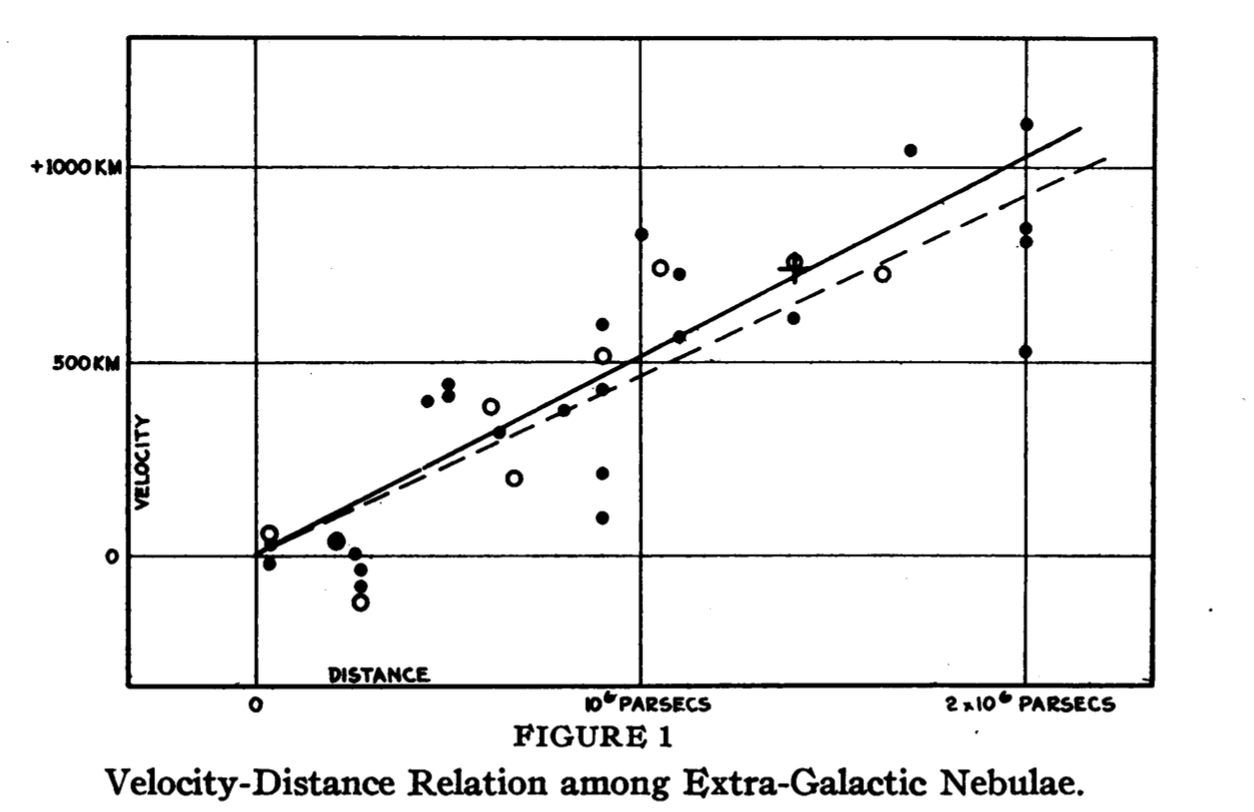 +1000 KM
500 KM
VELOCITY
0
DISTANCE
0
10⁶ PARSECS
2×10⁶ PARSECS
FIGURE 1
Velocity-Distance Relation among Extra-Galactic Nebulae.